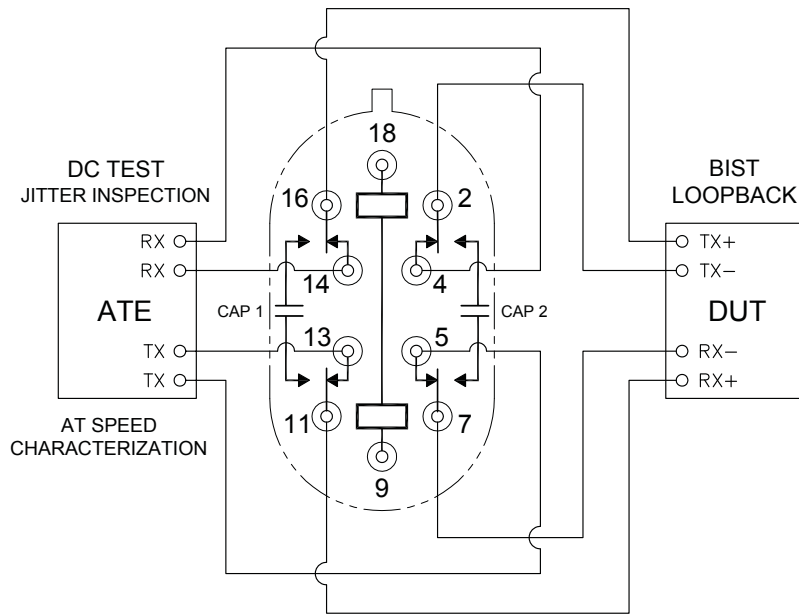 DC TEST
JITTER INSPECTION
RX
RX
ATE
TX
TX
AT SPEED
CHARACTERIZATION
18
16
2
14
4
CAP 1
CAP 2
13
5
11
7
9
BIST
LOOPBACK
TX+
TX-
DUT
RX-
RX+